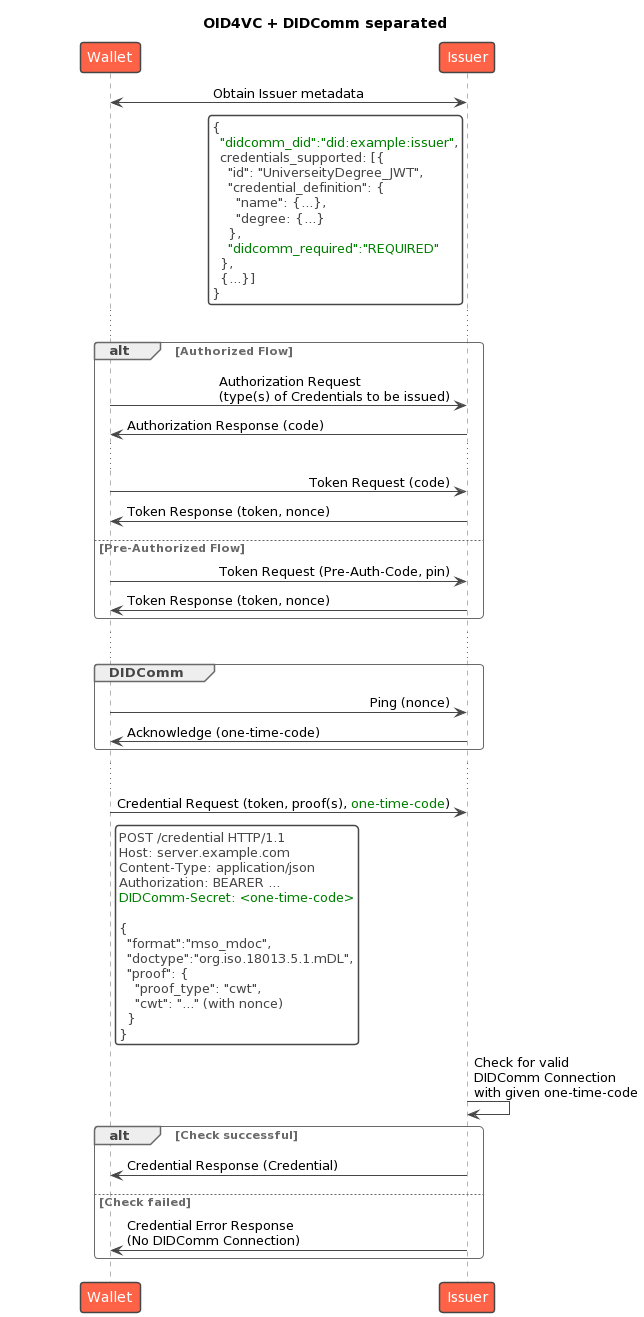 OID4VC + DIDComm separated
Wallet
Issuer
Obtain Issuer metadata
{
"didcomm_did":"did:example:issuer",
credentials_supported: [{
"id": "UniverseityDegree_JWT",
"credential_definition": {
"name": {...},
"degree: {...}
},
"didcomm_required":"REQUIRED"
},
{...}]
}
alt
[Authorized Flow]
Authorization Request
(type(s) of Credentials to be issued)
Authorization Response (code)
Token Request (code)
Token Response (token, nonce)
[Pre-Authorized Flow]
Token Request (Pre-Auth-Code, pin)
Token Response (token, nonce)
DIDComm
Ping (nonce)
Acknowledge (one-time-code)
Credential Request (token, proof(s), one-time-code)
POST /credential HTTP/1.1
Host: server.example.com
Content-Type: application/json
Authorization: BEARER ...
DIDComm-Secret: <one-time-code>
{
"format":"mso_mdoc",
"doctype":"org.iso.18013.5.1.mDL",
"proof": {
"proof_type": "cwt",
"cwt": "..." (with nonce)
}
}
Check for valid
DIDComm Connection
with given one-time-code
alt
[Check successful]
Credential Response (Credential)
[Check failed]
Credential Error Response
(No DIDComm Connection)
Wallet
Issuer